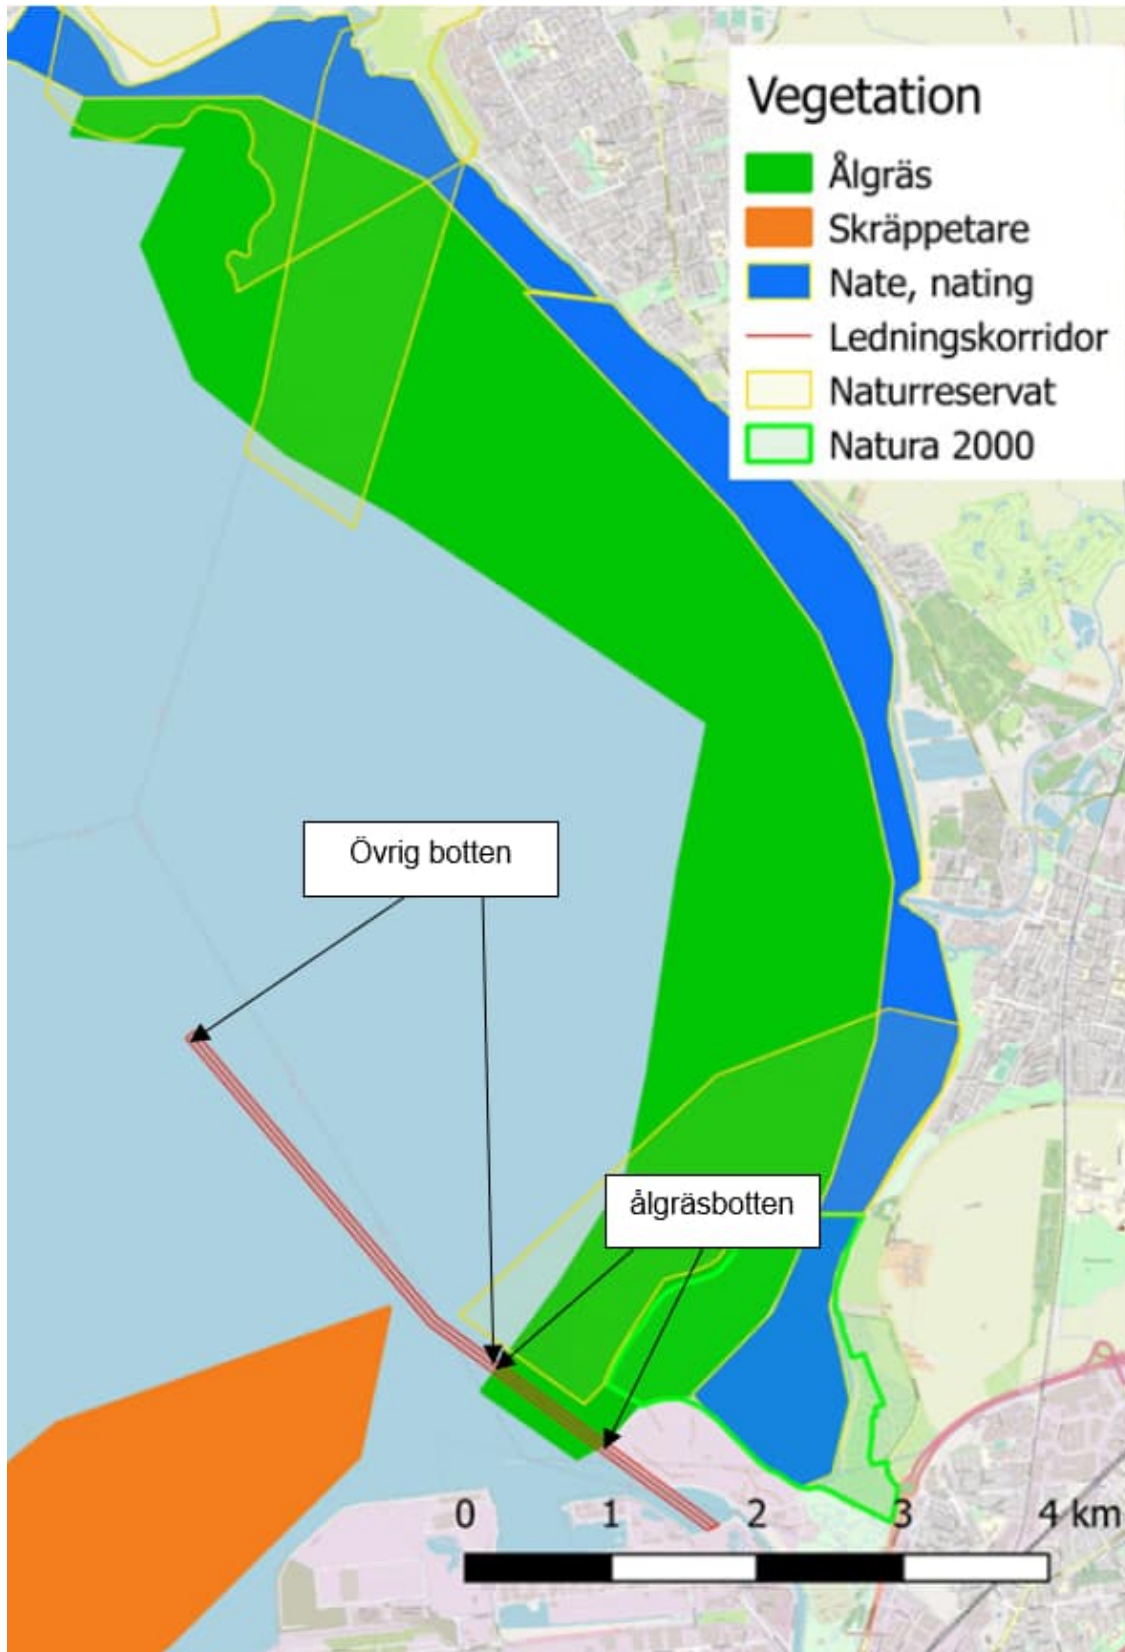 Vegetation
Ålgräs
Skräppetare
Nate, nating
Ledningskorridor
Naturreservat
Natura 2000
Övrig botten
ålgräsbotten
0 1 2 3 4 km